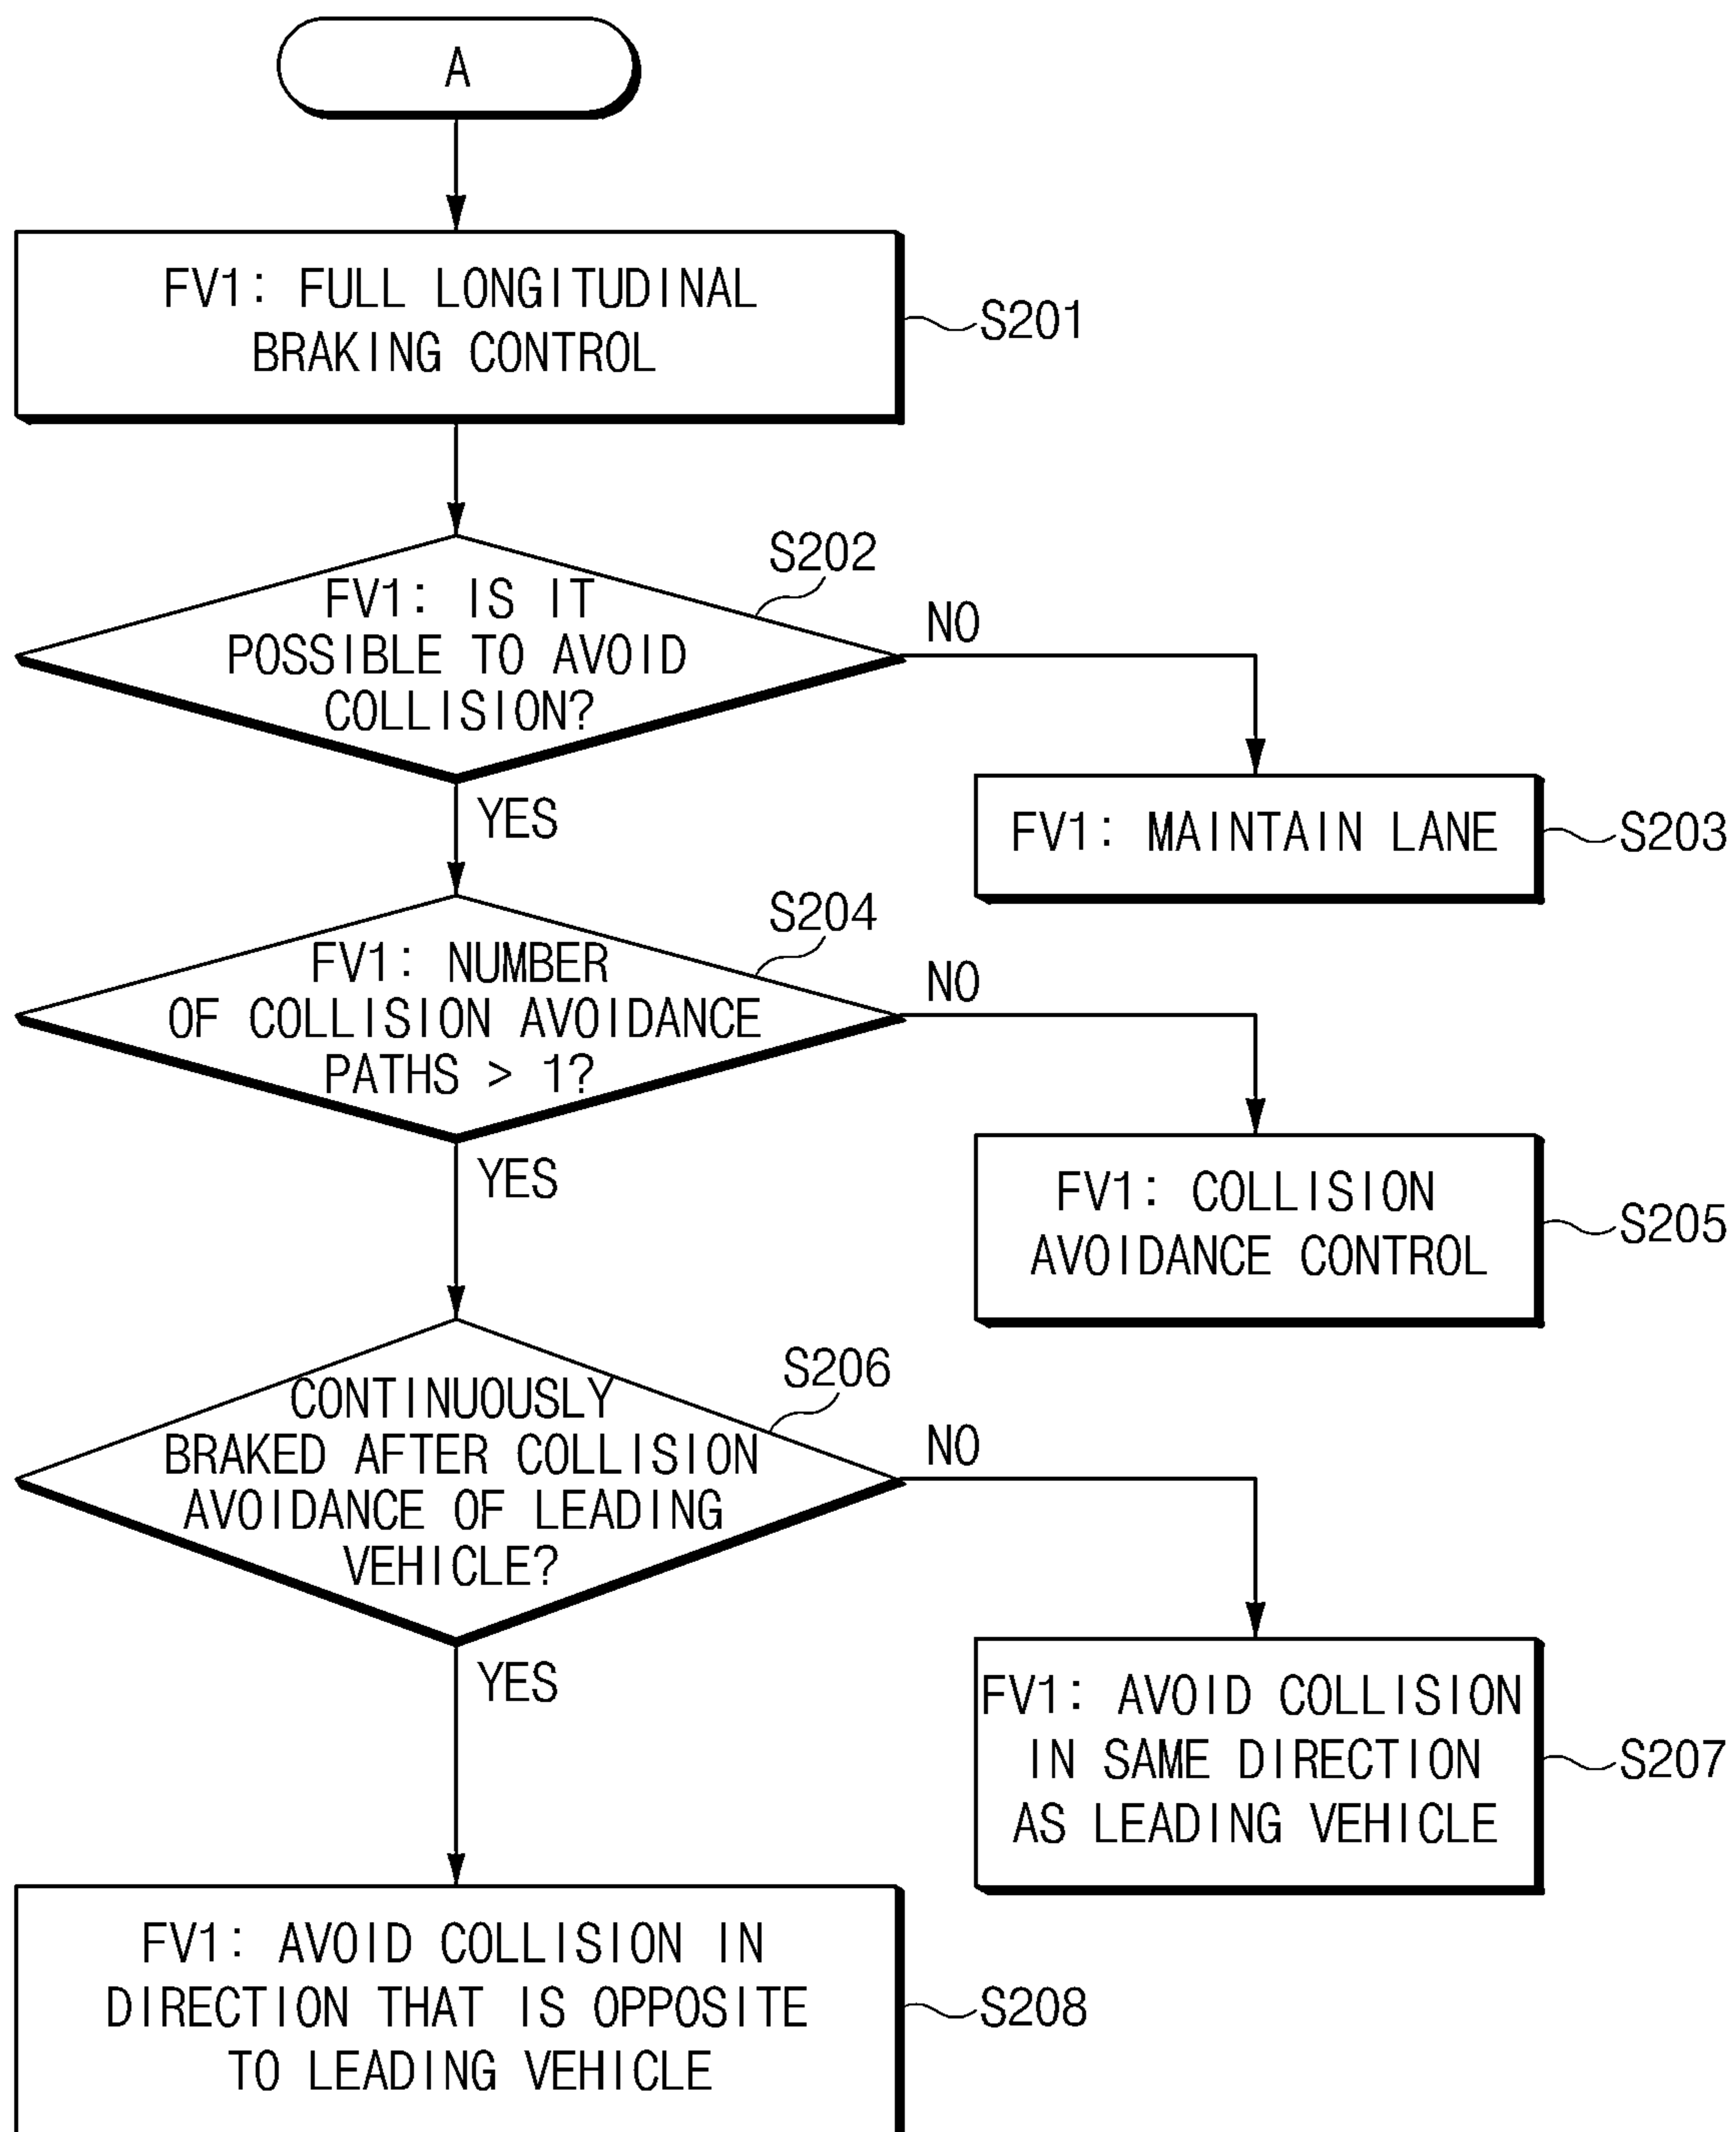 A
FV1: FULL LONGITUDINAL
BRAKING CONTROL
S201
S202
FV1: IS IT
POSSIBLE TO AVOID
COLLISION?
NO
YES
FV1: MAINTAIN LANE
S203
S204
FV1: NUMBER
OF COLLISION AVOIDANCE
PATHS > 1?
NO
YES
FV1: COLLISION
AVOIDANCE CONTROL
S205
S206
CONTINUOUSLY
BRAKED AFTER COLLISION
AVOIDANCE OF LEADING
VEHICLE?
NO
YES
FV1: AVOID COLLISION
IN SAME DIRECTION
AS LEADING VEHICLE
S207
FV1: AVOID COLLISION IN
DIRECTION THAT IS OPPOSITE
TO LEADING VEHICLE
S208